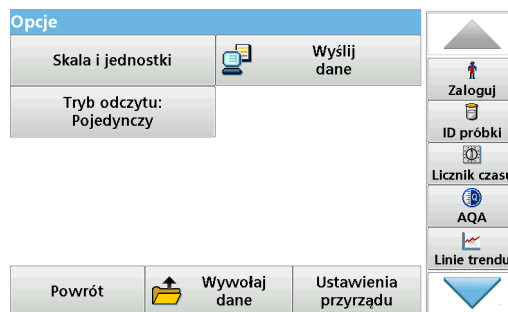 Opcje
Skala i jednostki
Wyślij
dane
Tryb odczytu:
Pojedynczy
Powrót
Wywołaj
dane
Ustawienia
przyrządu
Zaloguj
ID próbki
Licznik czasu
AQA
Linie trendu